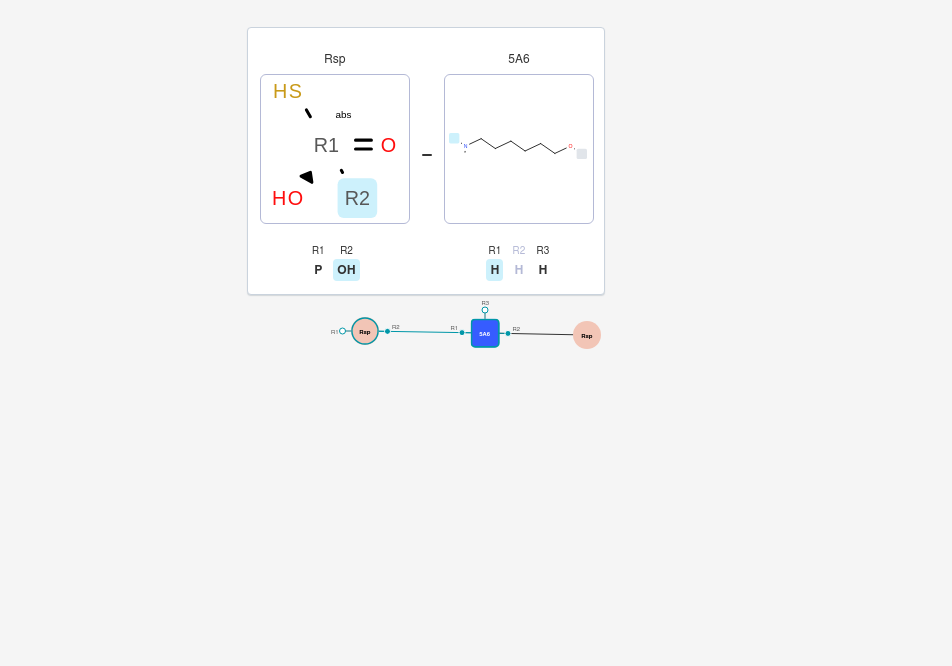 Rsp
5A6
HS
abs
R1
O
HO
R2
N
O
R1 R2
P OH
R1 R2 R3
H H H
R3
R1
Rsp
R2
R1
5A6
R2
Rsp